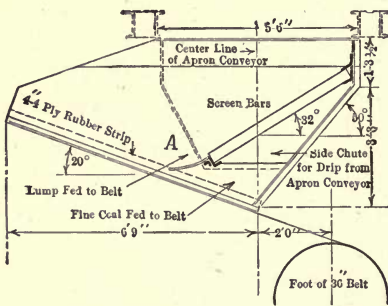 5'6"
Center Line
of Apron Conveyor
1'3½"
Screen Bars
4-4 Ply Rubber Strip
A
32°
50°
8'3"
20°
Side Chute
for Drip from
Apron Conveyor
Lump Fed to Belt
Fine Coal Fed to Belt
6'9"
2'0"
Foot of 36" Belt